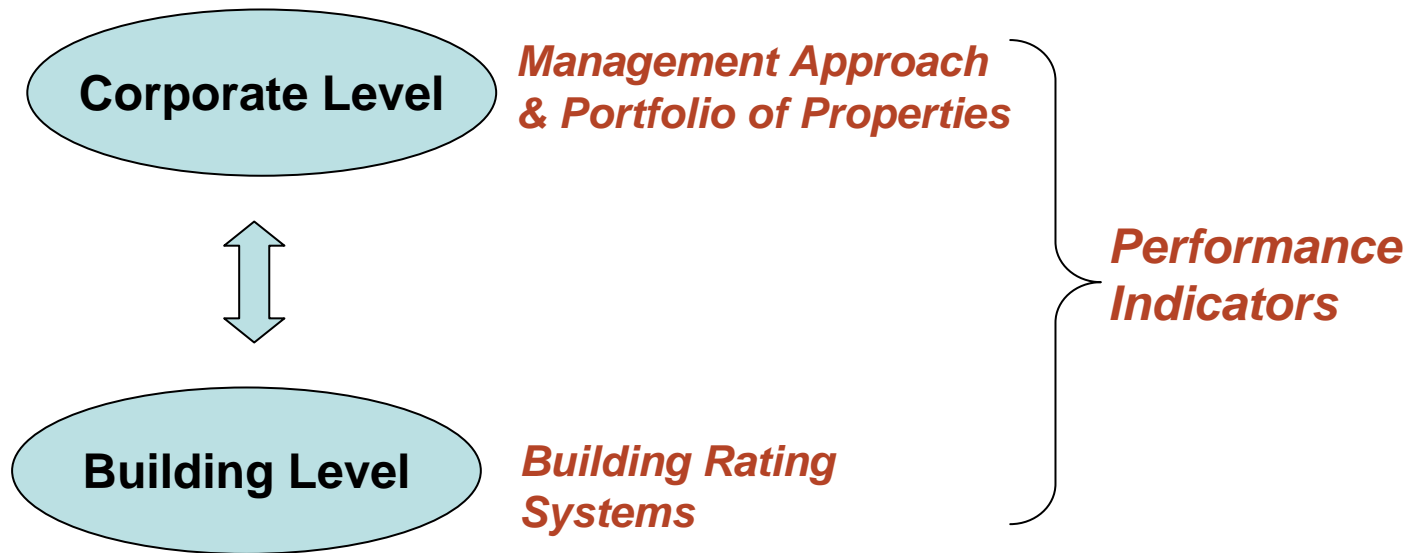 Corporate Level
Management Approach
& Portfolio of Properties
Performance
Indicators
Building Level
Building Rating
Systems